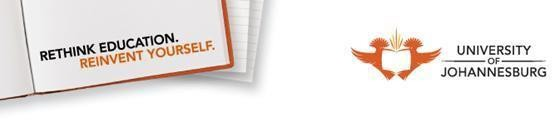 RETHINK EDUCATION.
REINVENT YOURSELF.
UNIVERSITY
OF
JOHANNESBURG